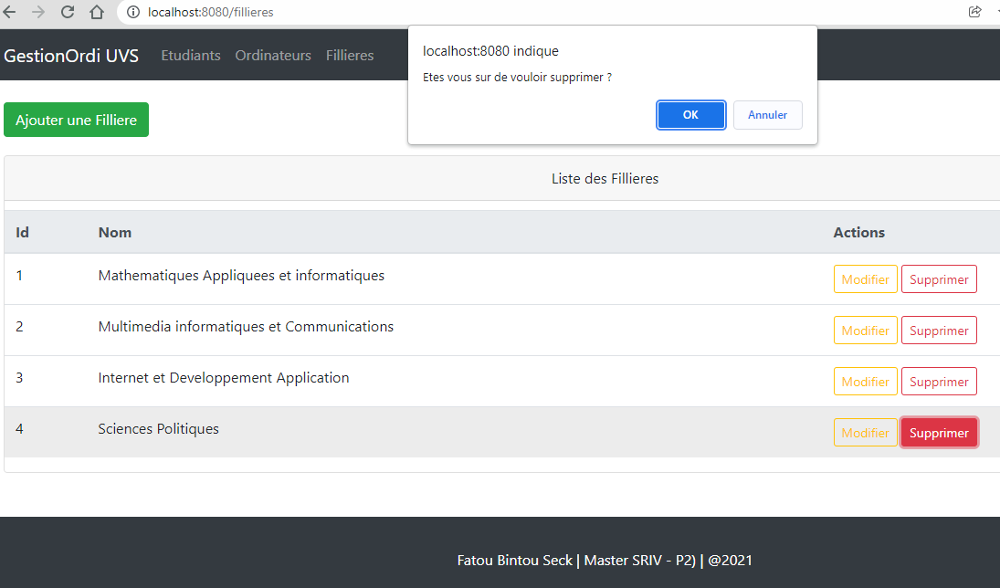 localhost:8080/fillieres
GestionOrdi UVS Etudiants Ordinateurs Fillieres
localhost:8080 indique
Etes vous sur de vouloir supprimer ?
OK Annuler
Ajouter une Filliere
Liste des Fillieres
Id Nom Actions
1 Mathematiques Appliquees et informatiques Modifier Supprimer
2 Multimedia informatiques et Communications Modifier Supprimer
3 Internet et Developpement Application Modifier Supprimer
4 Sciences Politiques Modifier Supprimer
Fatou Bintou Seck | Master SRIV - P2) | @2021